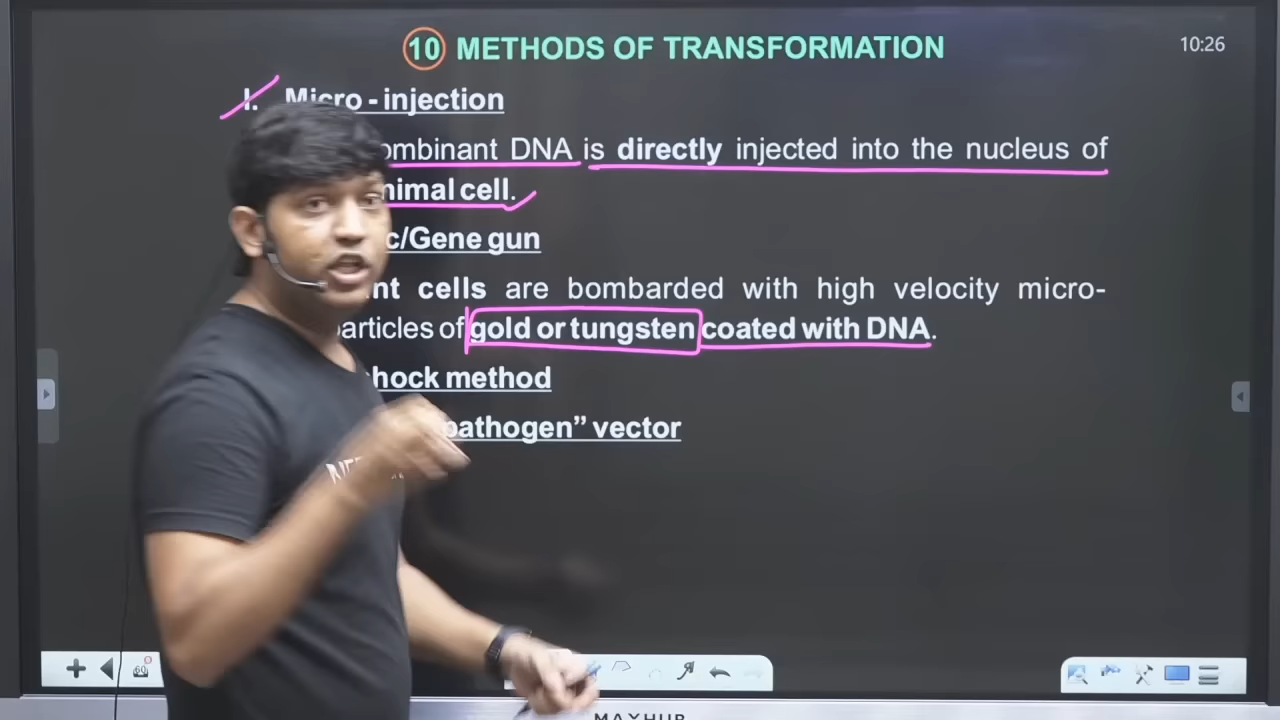 10 METHODS OF TRANSFORMATION
10:26
I. Micro - injection
ombinant DNA is directly injected into the nucleus of
nimal cell.
c/Gene gun
nt cells are bombarded with high velocity micro-
articles of gold or tungsten coated with DNA.
hock method
pathogen” vector
MAXHUB